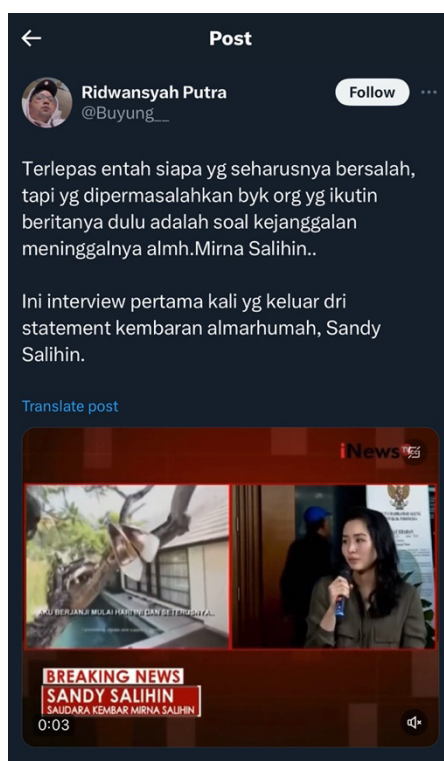 Post
Ridwansyah Putra
@Buyung__
Follow
Terlepas entah siapa yg seharusnya bersalah,
tapi yg dipermasalahkan byk org yg ikutin
beritanya dulu adalah soal kejanggalan
meninggalnya almh.Mirna Salihin..
Ini interview pertama kali yg keluar dri
statement kembaran almarhumah, Sandy
Salihin.
Translate post
iNews
AKU BERJANJI MULAI HARI INI DAN SETERUSNYA..
BREAKING NEWS
SANDY SALIHIN
SAUDARA KEMBAR MIRNA SALIHIN
0:03